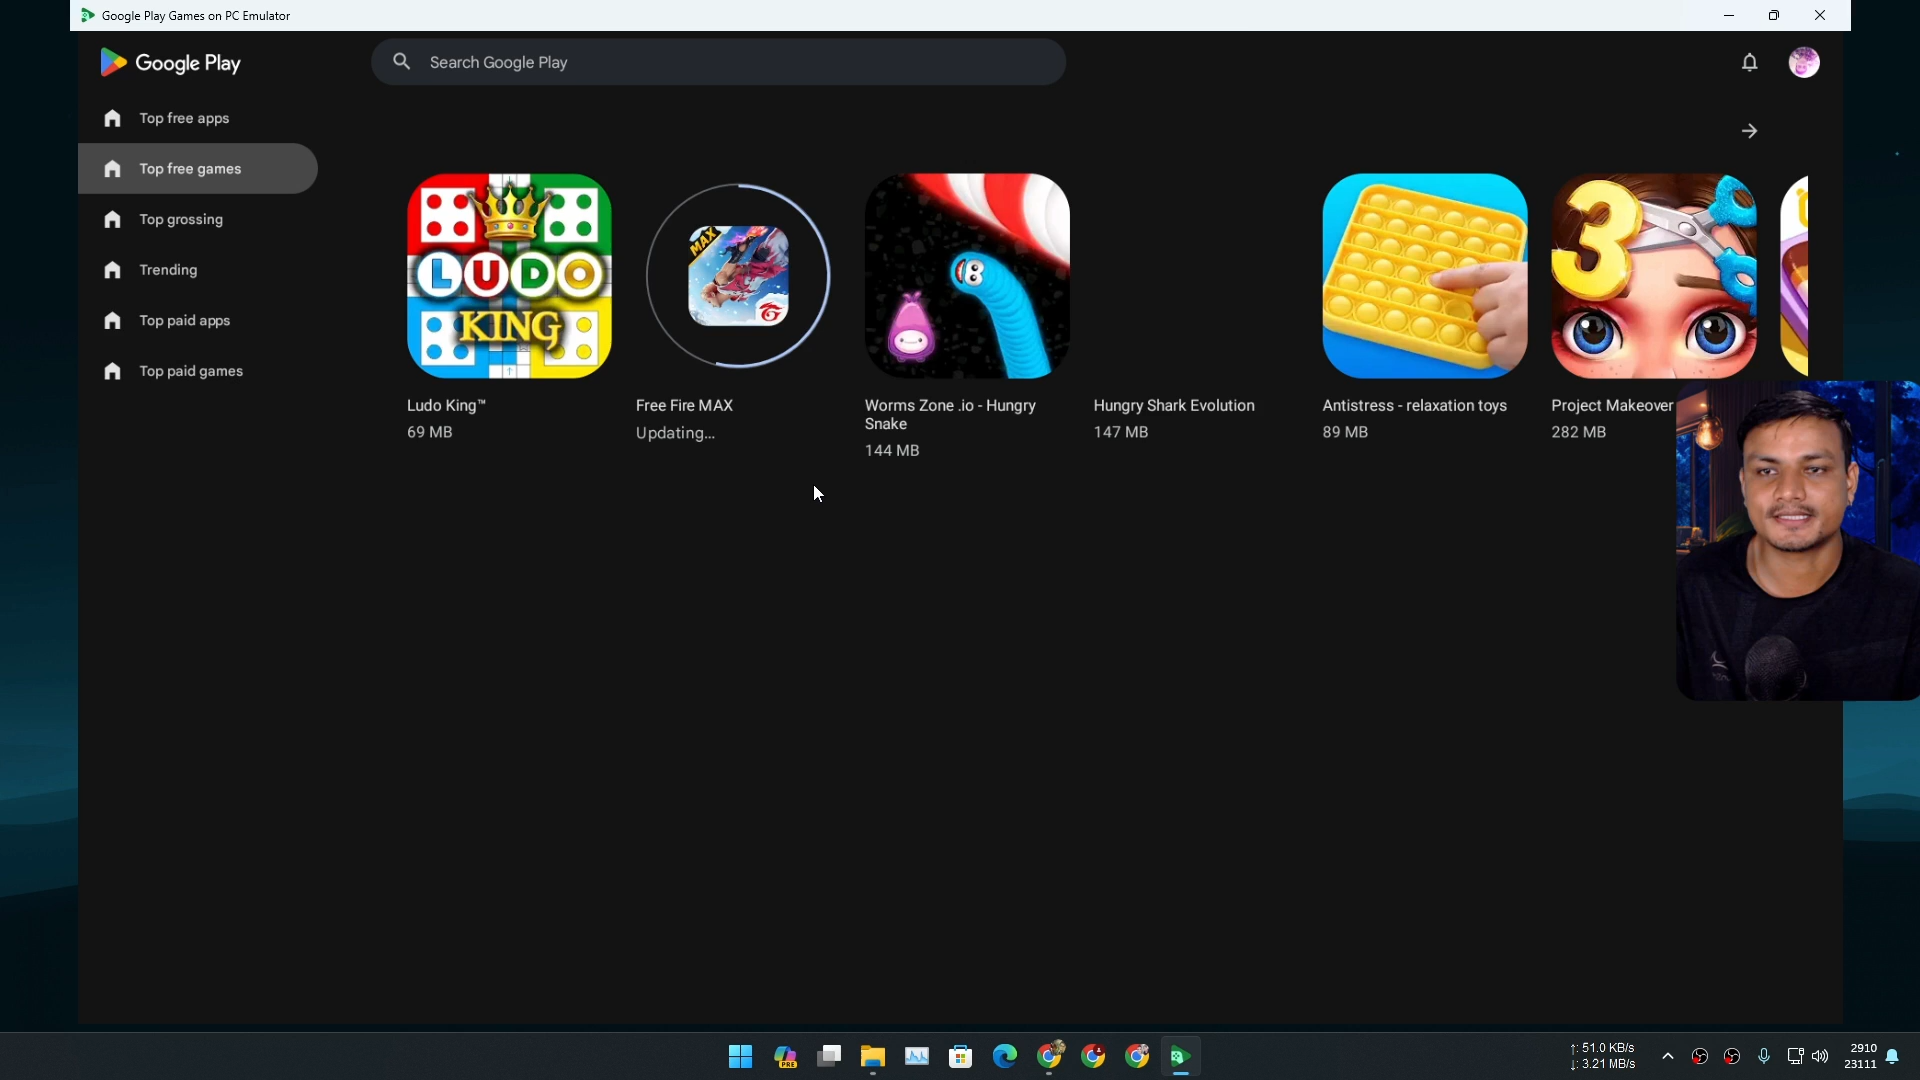 Google Play Games on PC Emulator
Google Play
Search Google Play
Top free apps
Top free games
Top grossing
Trending
Top paid apps
Top paid games
LUDO
KING
MAX
3
Ludo King™
69 MB
Free Fire MAX
Updating...
Worms Zone .io - Hungry
Snake
144 MB
Hungry Shark Evolution
147 MB
Antistress - relaxation toys
89 MB
Project Makeover
282 MB
PRE
↑: 51.0 KB/s
↓: 3.21 MB/s
2910
23111